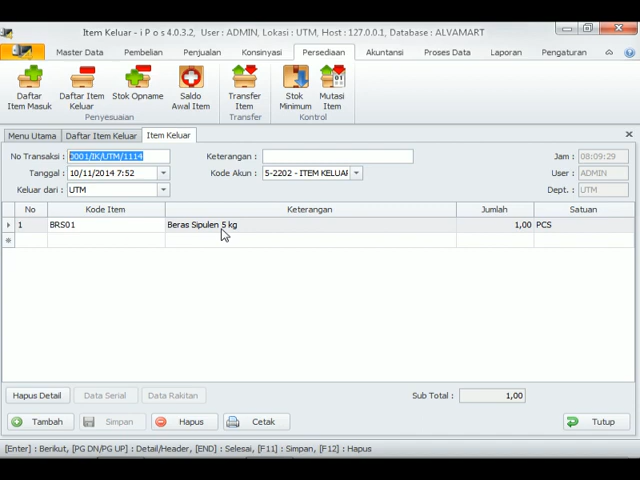 Item Keluar - i P o s 4.0.3.2, User : ADMIN, Lokasi : UTM, Host : 127.0.0.1, Database : ALVAMART
Master Data Pembelian Penjualan Konsinyasi Persediaan Akuntansi Proses Data Laporan Pengaturan
Daftar Item Masuk
Daftar Item Keluar
Stok Opname
Saldo Awal Item
Transfer Item
Stok Minimum
Mutasi Item
Penyesuaian Transfer Kontrol
Menu Utama Daftar Item Keluar Item Keluar
No Transaksi : 0001/IK/UTM/1114 Keterangan : Jam : 08:09:29
Tanggal : 10/11/2014 7:52 Kode Akun : 5-2202 - ITEM KELUAR User : ADMIN
Keluar dari : UTM Dept. : UTM
No Kode Item Keterangan Jumlah Satuan
1 BRS01 Beras Sipulen 5 kg 1,00 PCS
Hapus Detail Data Serial Data Rakitan Sub Total : 1,00
Tambah Simpan Hapus Cetak Tutup
[Enter] : Berikut, [PG DN/PG UP] : Detail/Header, [END] : Selesai, [F11] : Simpan, [F12] : Hapus